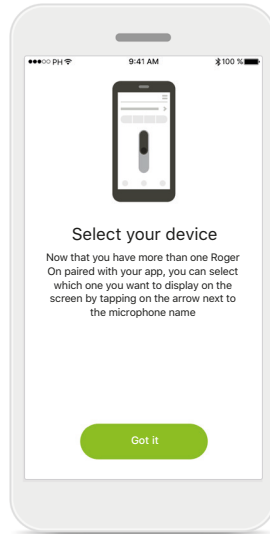 ●●●○○ PH 9:41 AM 100 %
Select your device
Now that you have more than one Roger
On paired with your app, you can select
which one you want to display on the
screen by tapping on the arrow next to
the microphone name
Got it